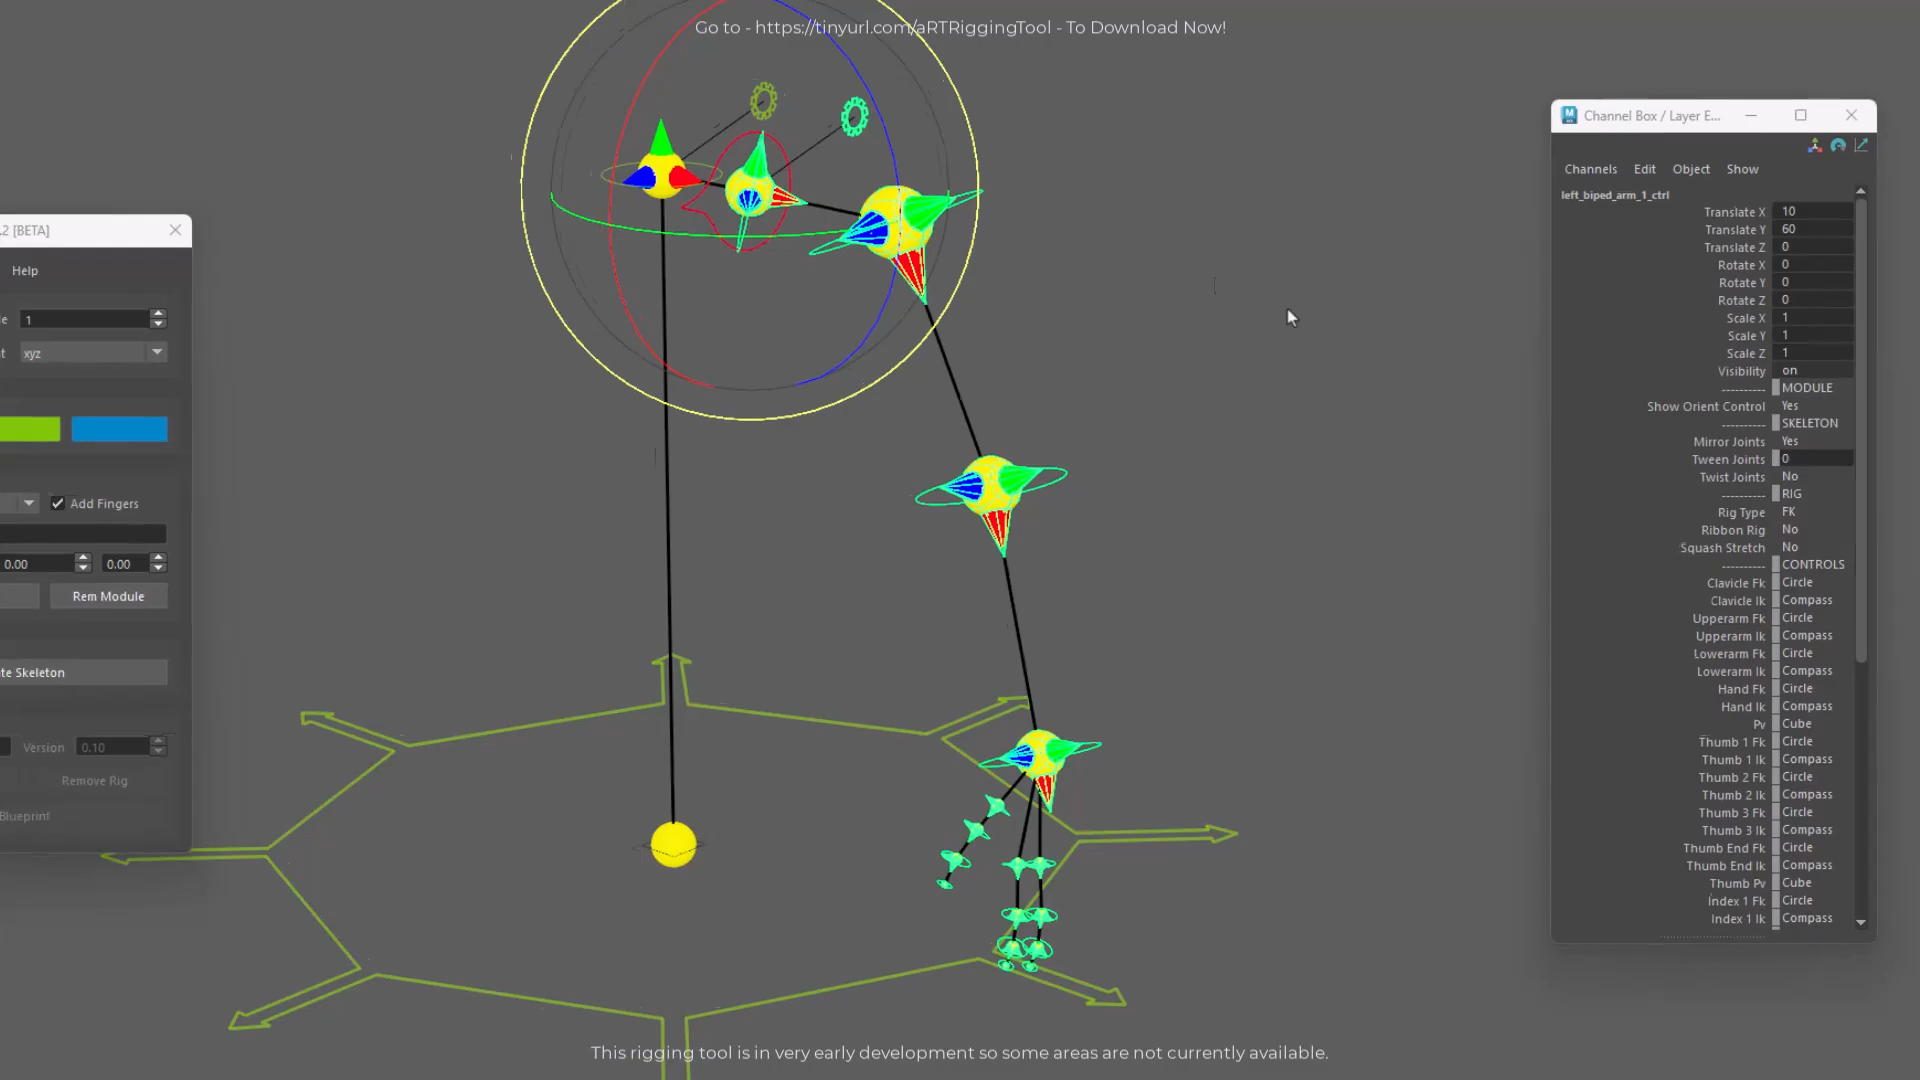 Go to - https://tinyurl.com/aRTRiggingTool - To Download Now!
.2 [BETA]
Help
le 1
t xyz
Add Fingers
0.00 0.00
Rem Module
te Skeleton
Version 0.10
Remove Rig
Blueprint
Channel Box / Layer E...
Channels Edit Object Show
left_biped_arm_1_ctrl
Translate X 10
Translate Y 60
Translate Z 0
Rotate X 0
Rotate Y 0
Rotate Z 0
Scale X 1
Scale Y 1
Scale Z 1
Visibility on
---------- MODULE
Show Orient Control Yes
---------- SKELETON
Mirror Joints Yes
Tween Joints 0
Twist Joints No
---------- RIG
Rig Type FK
Ribbon Rig No
Squash Stretch No
---------- CONTROLS
Clavicle Fk Circle
Clavicle Ik Compass
Upperarm Fk Circle
Upperarm Ik Compass
Lowerarm Fk Circle
Lowerarm Ik Compass
Hand Fk Circle
Hand Ik Compass
Pv Cube
Thumb 1 Fk Circle
Thumb 1 Ik Compass
Thumb 2 Fk Circle
Thumb 2 Ik Compass
Thumb 3 Fk Circle
Thumb 3 Ik Compass
Thumb End Fk Circle
Thumb End Ik Compass
Thumb Pv Cube
Index 1 Fk Circle
Index 1 Ik Compass
This rigging tool is in very early development so some areas are not currently available.